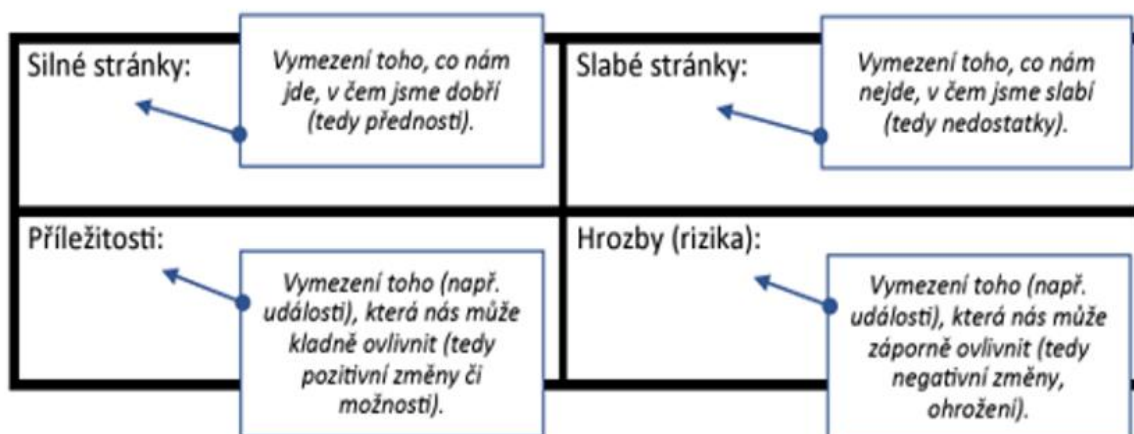 Silné stránky:
Vymezení toho, co nám
jde, v čem jsme dobří
(tedy přednosti).
Slabé stránky:
Vymezení toho, co nám
nejde, v čem jsme slabí
(tedy nedostatky).
Příležitosti:
Vymezení toho (např.
události), která nás může
kladně ovlivnit (tedy
pozitivní změny či
možnosti).
Hrozby (rizika):
Vymezení toho (např.
události), která nás může
záporně ovlivnit (tedy
negativní změny,
ohrožení).